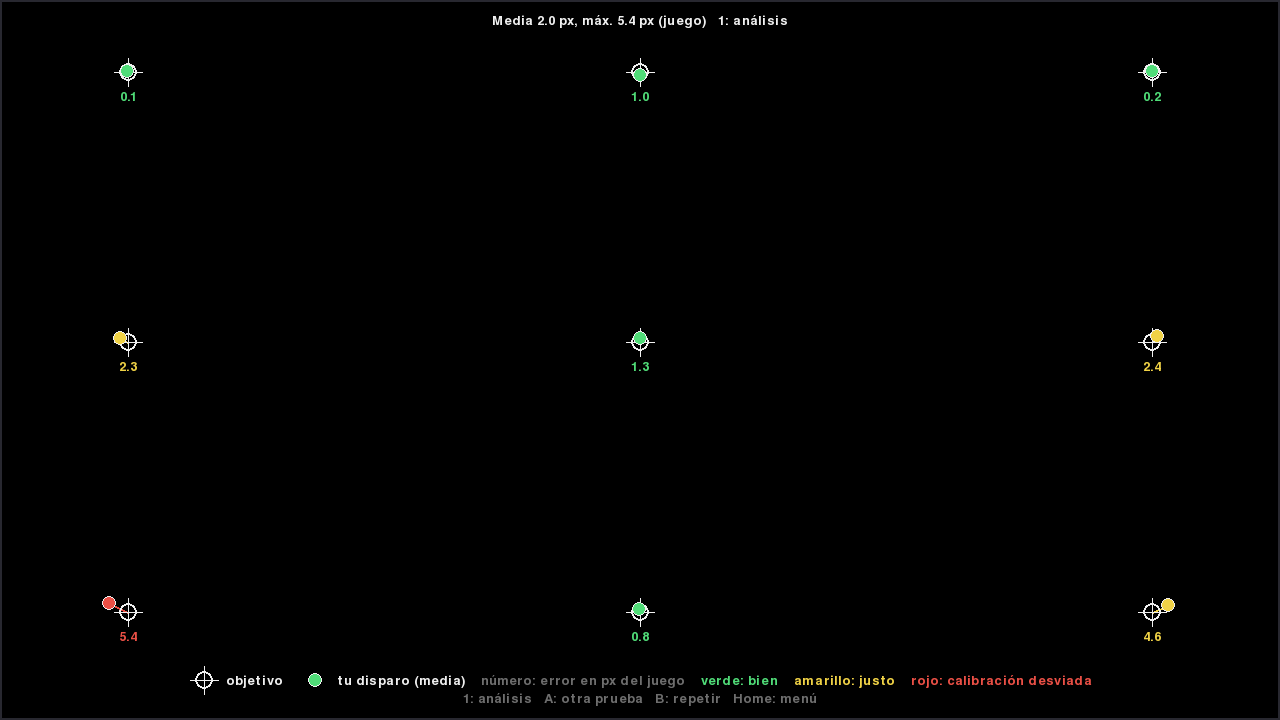 Media 2.0 px, máx. 5.4 px (juego) 1: análisis
0.1 1.0 0.2
2.3 1.3 2.4
5.4 0.8 4.6
objetivo tu disparo (media) número: error en px del juego verde: bien amarillo: justo rojo: calibración desviada
1: análisis A: otra prueba B: repetir Home: menú